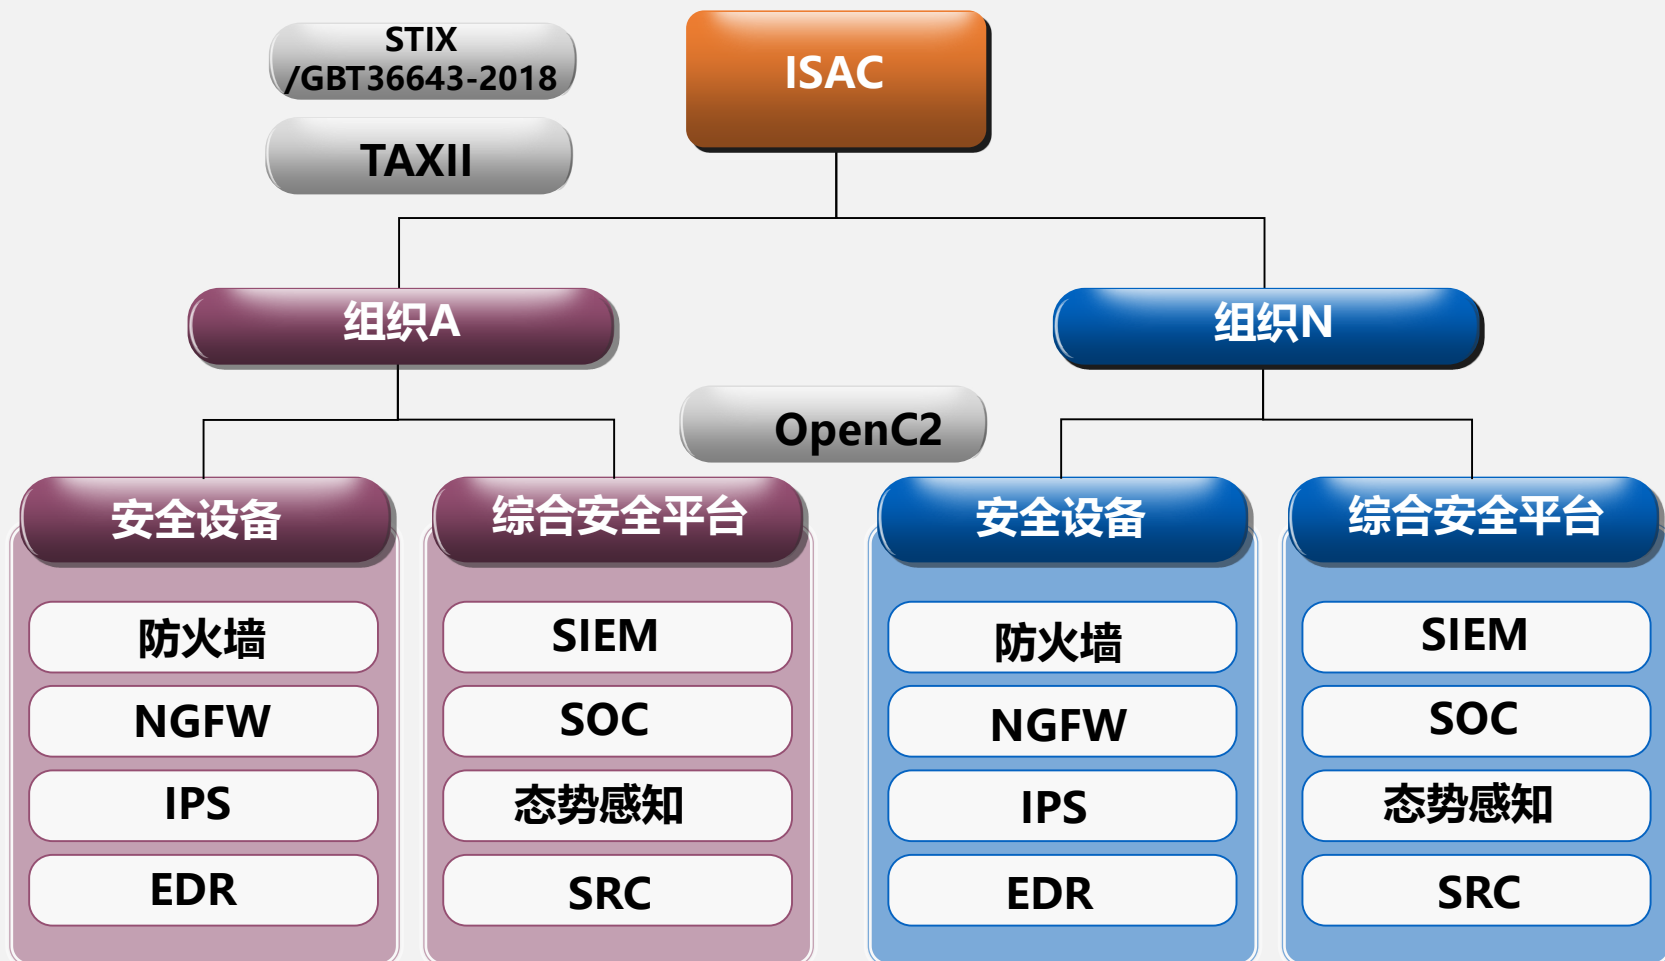 STIX
/GBT36643-2018
ISAC
TAXII
组织A
组织N
OpenC2
安全设备
综合安全平台
安全设备
综合安全平台
防火墙
SIEM
防火墙
SIEM
NGFW
SOC
NGFW
SOC
IPS
态势感知
IPS
态势感知
EDR
SRC
EDR
SRC